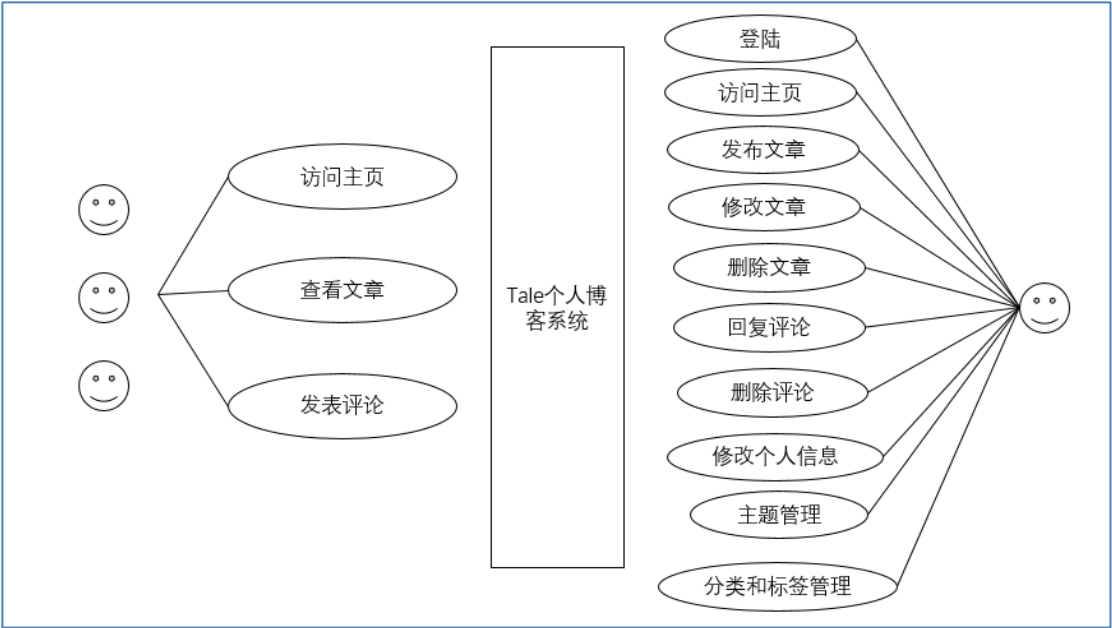 访问主页
查看文章
发表评论
Tale个人博
客系统
登陆
访问主页
发布文章
修改文章
删除文章
回复评论
删除评论
修改个人信息
主题管理
分类和标签管理